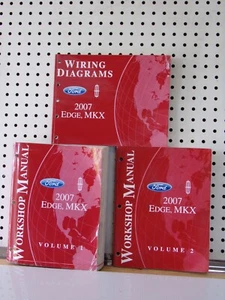 WIRING
DIAGRAMS
Ford
2007
EDGE, MKX
WORKSHOP MANUAL
Ford
2007
EDGE, MKX
VOLUME 1
WORKSHOP MANUAL
Ford
2007
EDGE, MKX
VOLUME 2